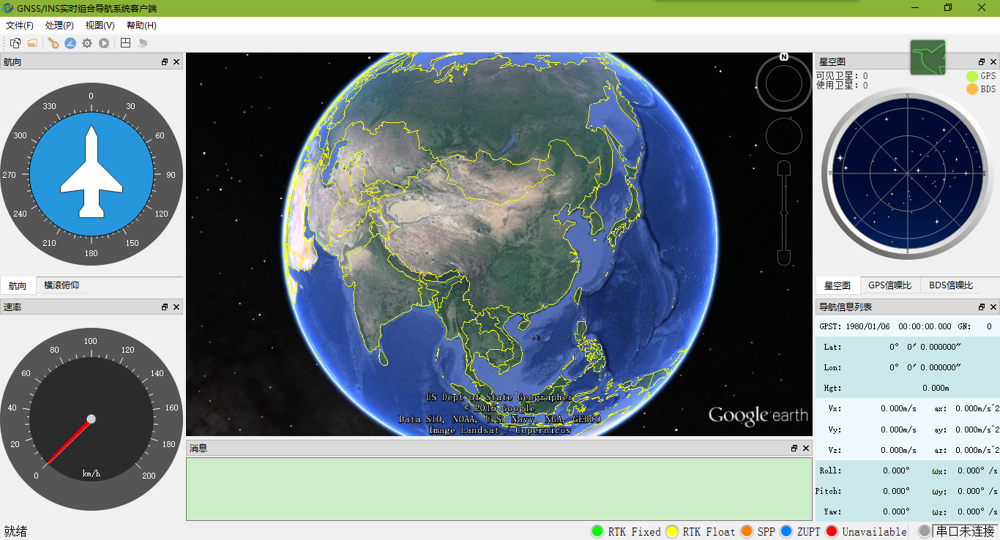 GNSS/INS实时组合导航系统客户端
文件(F) 处理(P) 视图(V) 帮助(H)
航向
0
30
60
90
120
150
180
210
240
270
300
330
航向 横滚俯仰
速率
0
20
40
60
80
100
120
140
160
180
200
km/h
N
US Dept of State Geographer
© 2016 Google
Data SIO, NOAA, U.S. Navy, NGA, GEBCO
Image Landsat / Copernicus
Google earth
消息
星空图
可见卫星: 0
使用卫星: 0
GPS
BDS
N
W
E
S
星空图 GPS信噪比 BDS信噪比
导航信息列表
GPST: 1980/01/06 00:00:00.000 GN: 0
Lat: 0° 0′ 0.000000″
Lon: 0° 0′ 0.000000″
Hgt: 0.000m
Vx: 0.000m/s ax: 0.000m/s^2
Vy: 0.000m/s ay: 0.000m/s^2
Vz: 0.000m/s az: 0.000m/s^2
Roll: 0.000° ωx: 0.000° /s
Pitch: 0.000° ωy: 0.000° /s
Yaw: 0.000° ωz: 0.000° /s
就绪 RTK Fixed RTK Float SPP ZUPT Unavailable 串口未连接